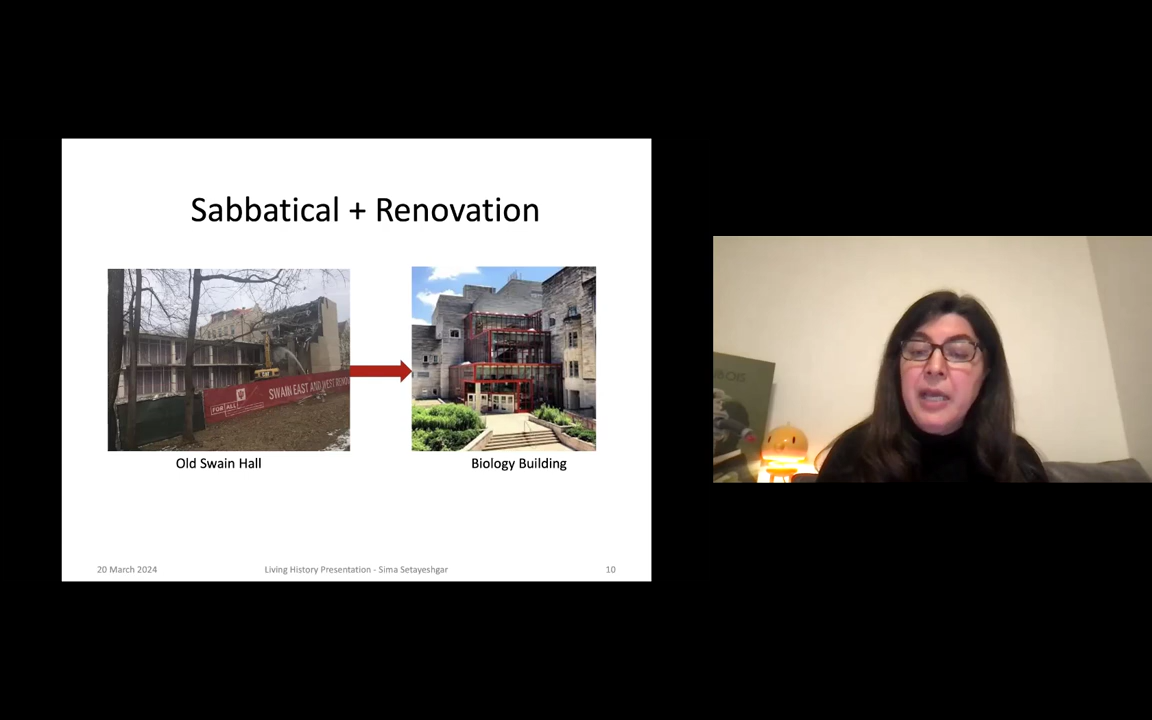 Sabbatical + Renovation
FOR ALL
SWAIN EAST AND WEST RENO
Old Swain Hall
Biology Building
20 March 2024
Living History Presentation - Sima Setayeshgar
10